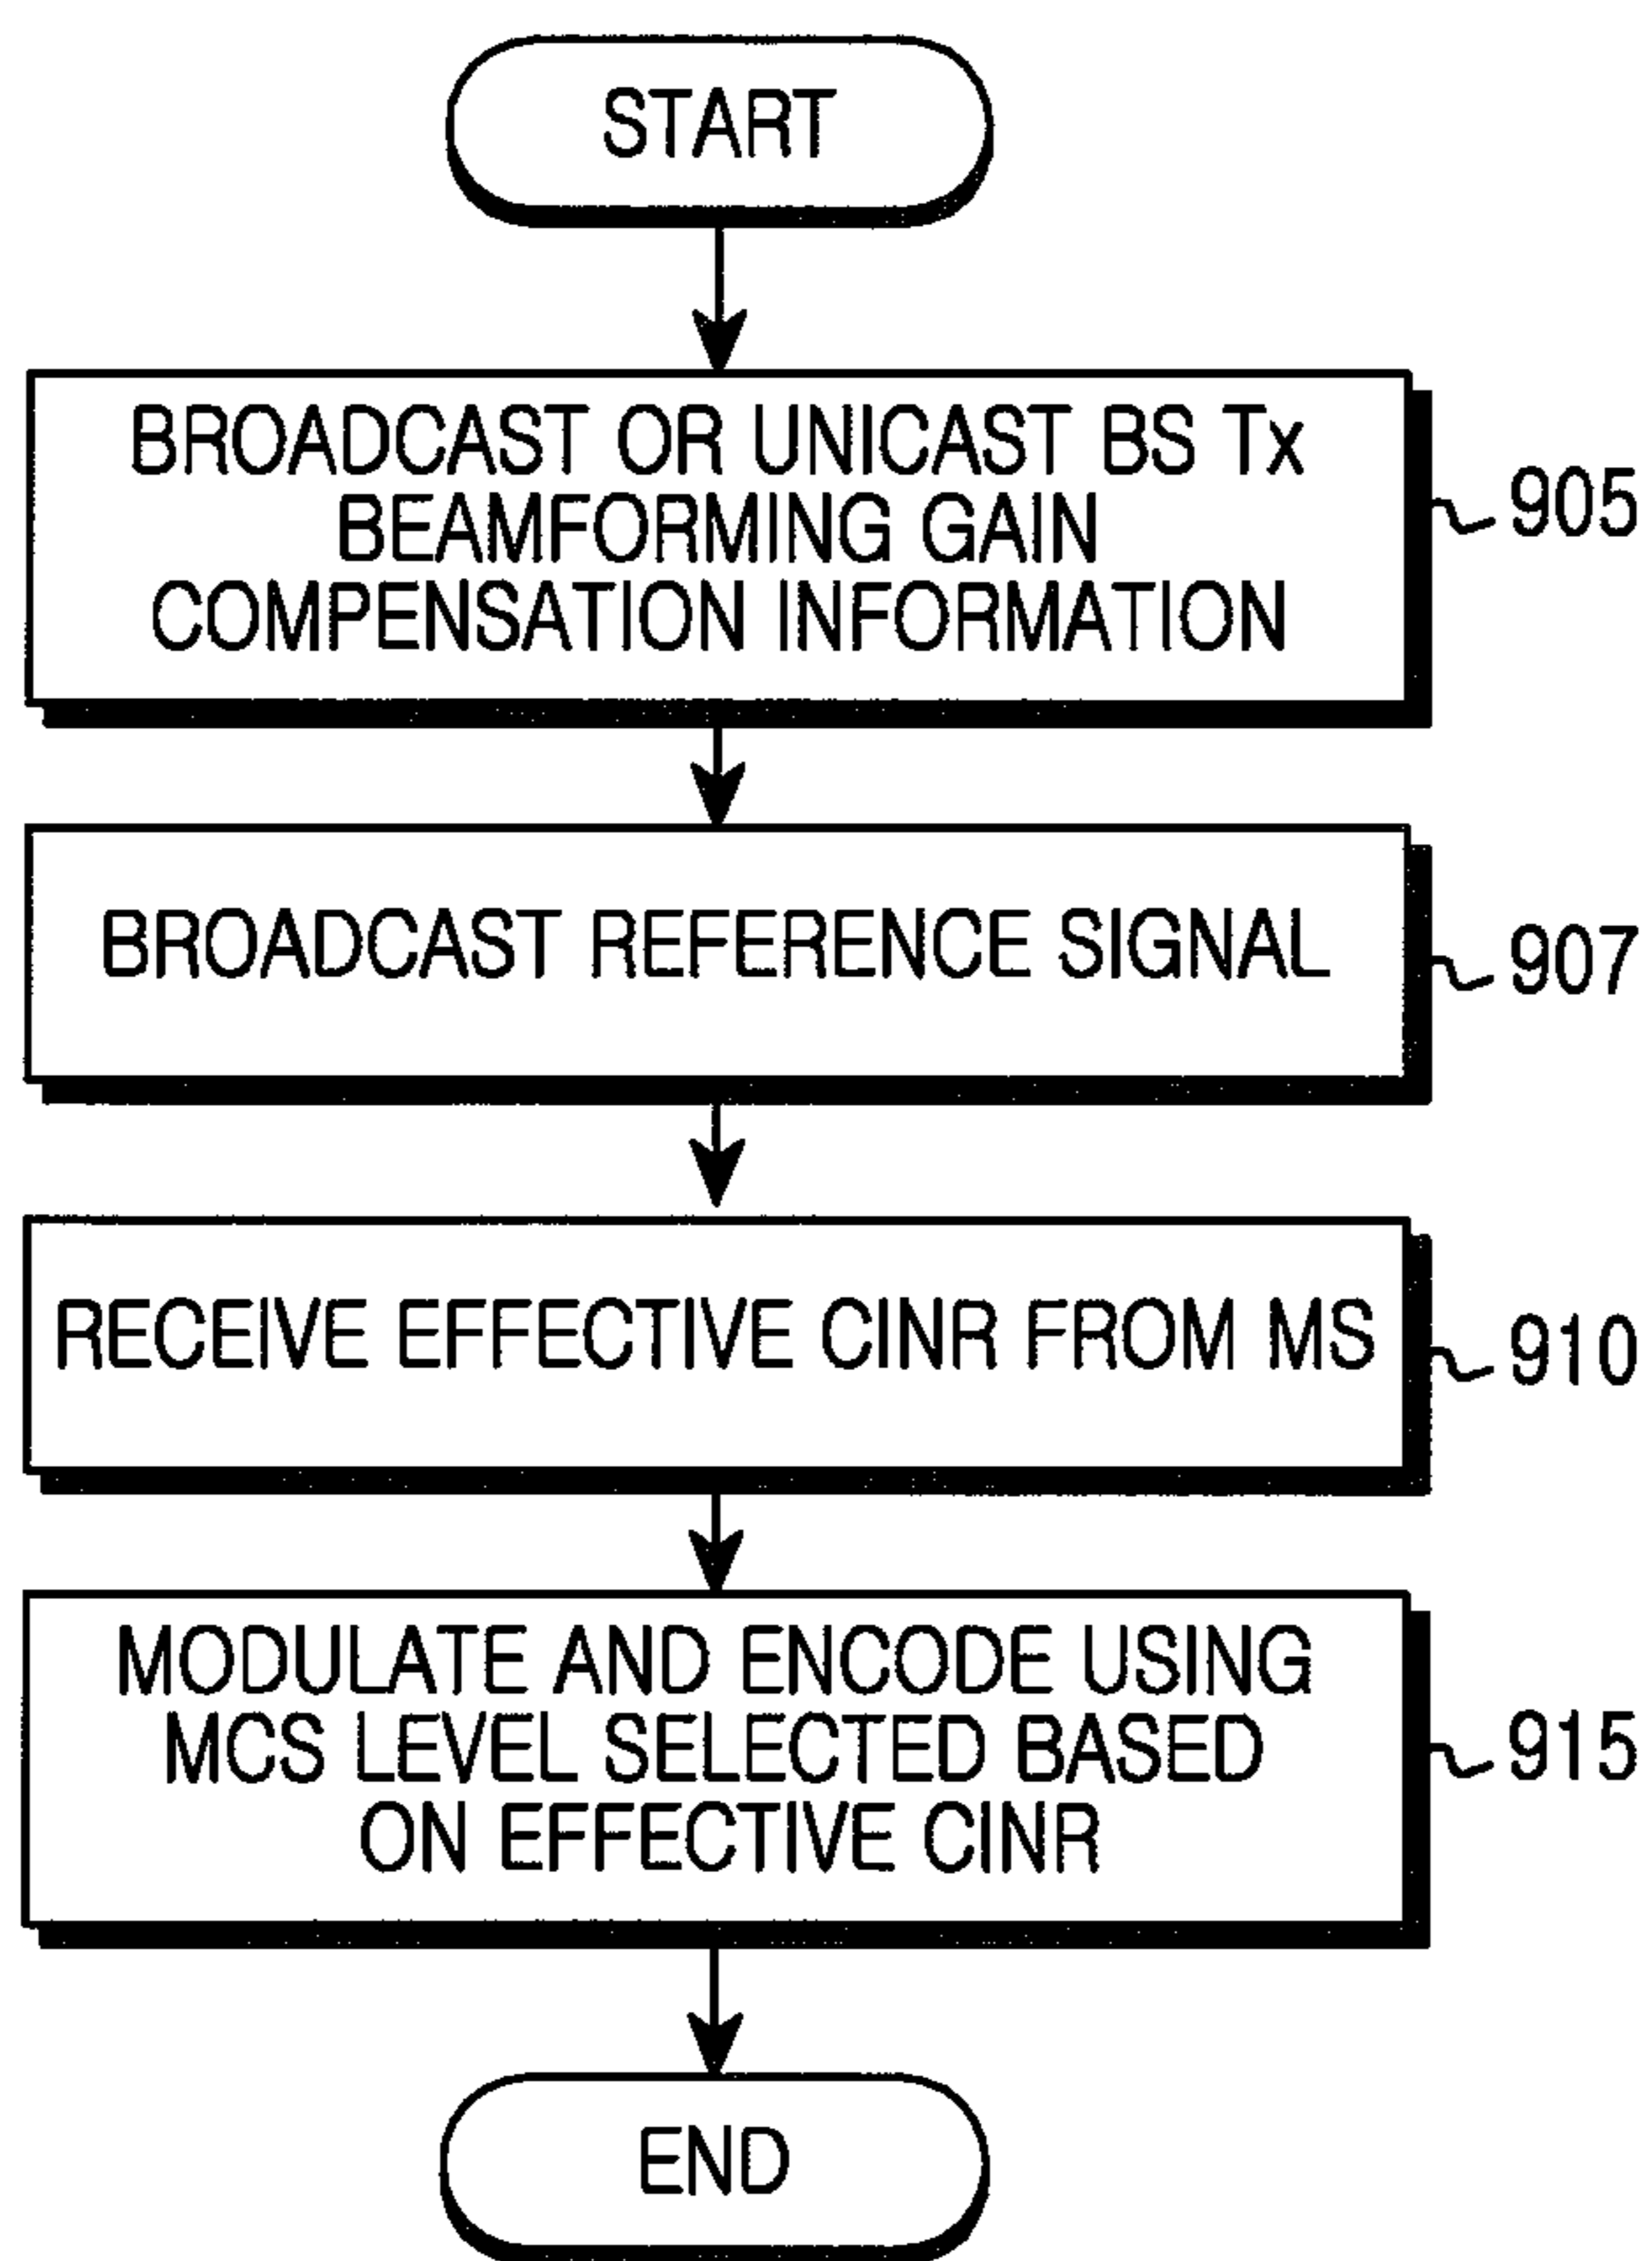 START
BROADCAST OR UNICAST BS Tx
BEAMFORMING GAIN
COMPENSATION INFORMATION
905
BROADCAST REFERENCE SIGNAL
907
RECEIVE EFFECTIVE CINR FROM MS
910
MODULATE AND ENCODE USING
MCS LEVEL SELECTED BASED
ON EFFECTIVE CINR
915
END